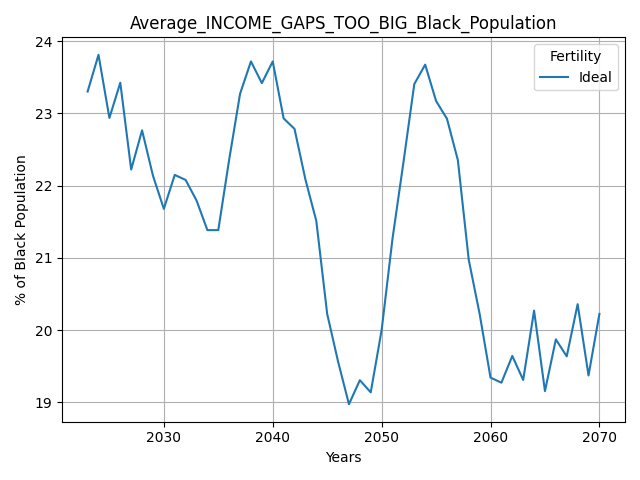 Average_INCOME_GAPS_TOO_BIG_Black_Population
Fertility
Ideal
% of Black Population
24
23
22
21
20
19
2030 2040 2050 2060 2070
Years